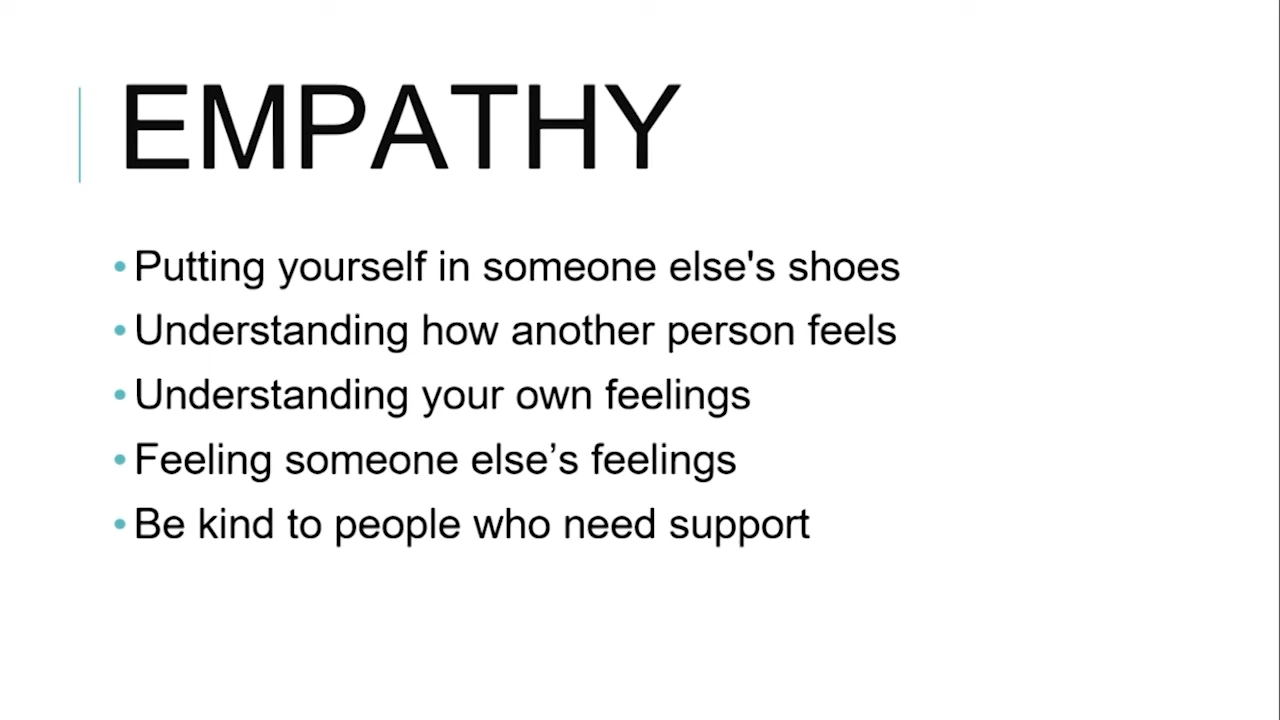 EMPATHY
• Putting yourself in someone else's shoes
• Understanding how another person feels
• Understanding your own feelings
• Feeling someone else’s feelings
• Be kind to people who need support